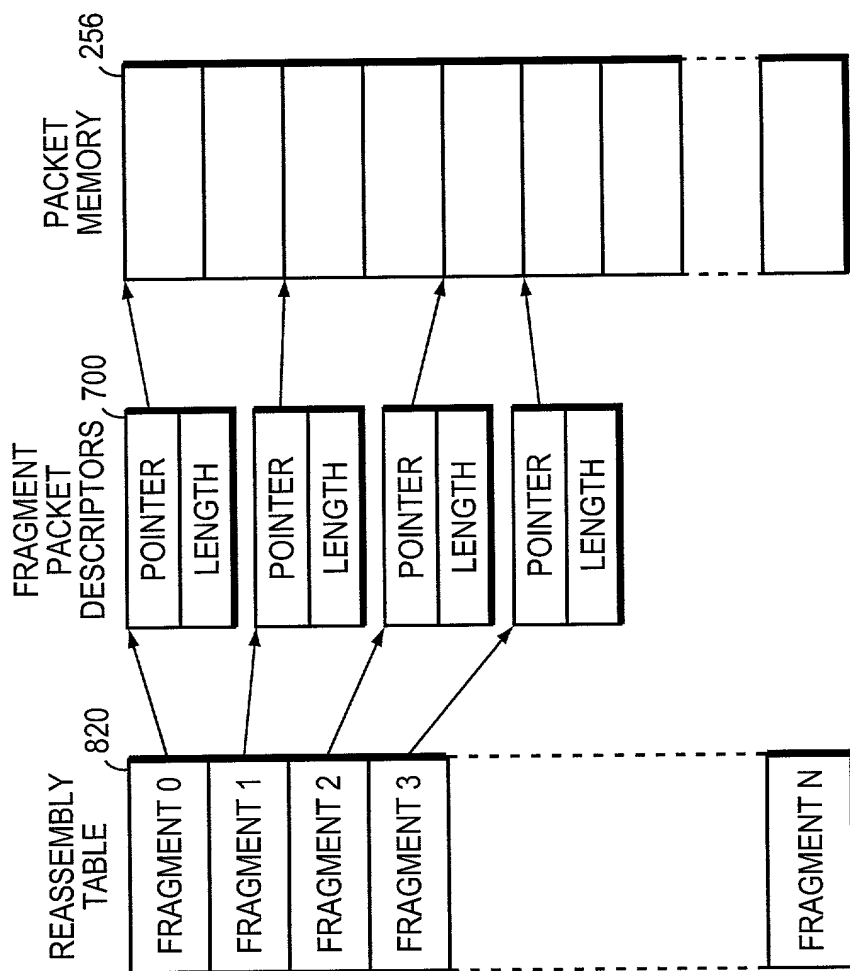 REASSEMBLY
TABLE
820
FRAGMENT 0
FRAGMENT 1
FRAGMENT 2
FRAGMENT 3
FRAGMENT N
FRAGMENT
PACKET
DESCRIPTORS
700
POINTER
LENGTH
POINTER
LENGTH
POINTER
LENGTH
POINTER
LENGTH
PACKET
MEMORY
256